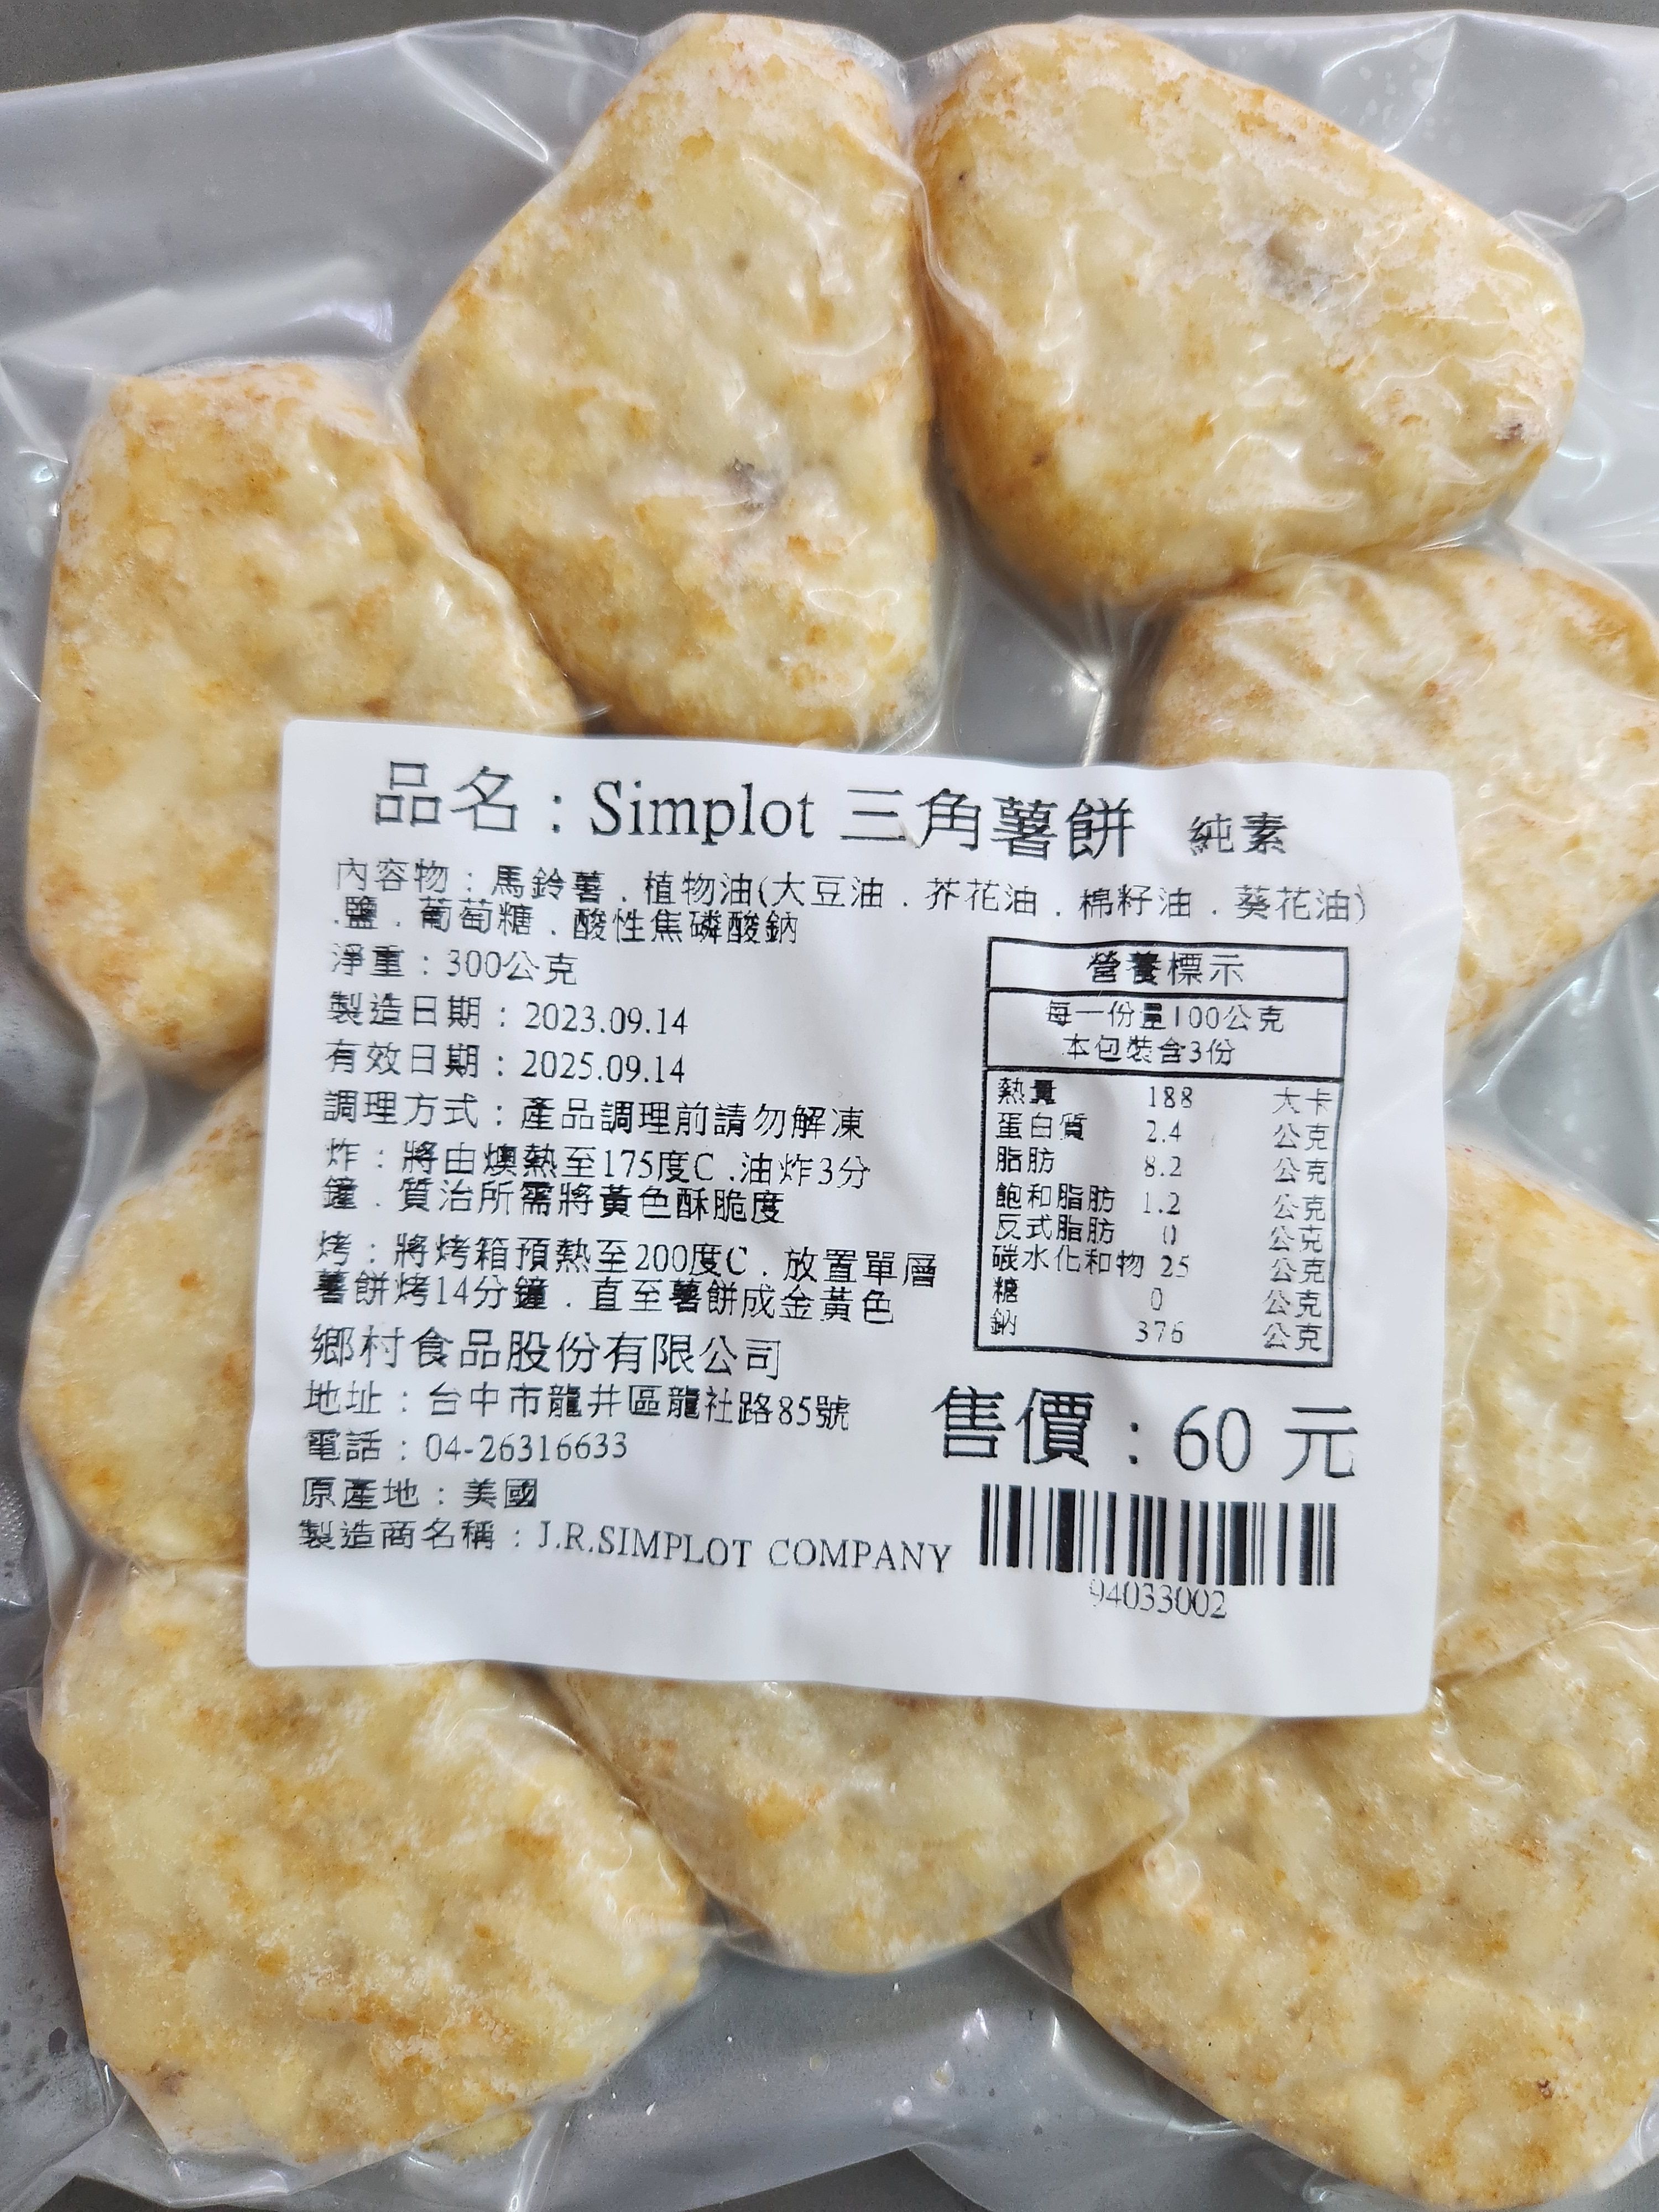 品名：Simplot 三角薯餅 純素
內容物：馬鈴薯．植物油(大豆油．芥花油．棉籽油．葵花油)
.鹽．葡萄糖．酸性焦磷酸鈉
淨重：300公克
製造日期：2023.09.14
有效日期：2025.09.14
調理方式：產品調理前請勿解凍
炸：將由燠熱至175度C .油炸3分
鐘．質治所需將黃色酥脆度
烤：將烤箱預熱至200度C．放置單層
薯餅烤14分鐘．直至薯餅成金黃色
鄉村食品股份有限公司
地址：台中市龍井區龍社路85號
電話：04-26316633
原產地：美國
製造商名稱：J.R.SIMPLOT COMPANY
營養標示
每一份量100公克
本包裝含3份
熱量 188 大卡
蛋白質 2.4 公克
脂肪 8.2 公克
飽和脂肪 1.2 公克
反式脂肪 0 公克
碳水化和物 25 公克
糖 0 公克
鈉 376 公克
售價：60 元
94033002